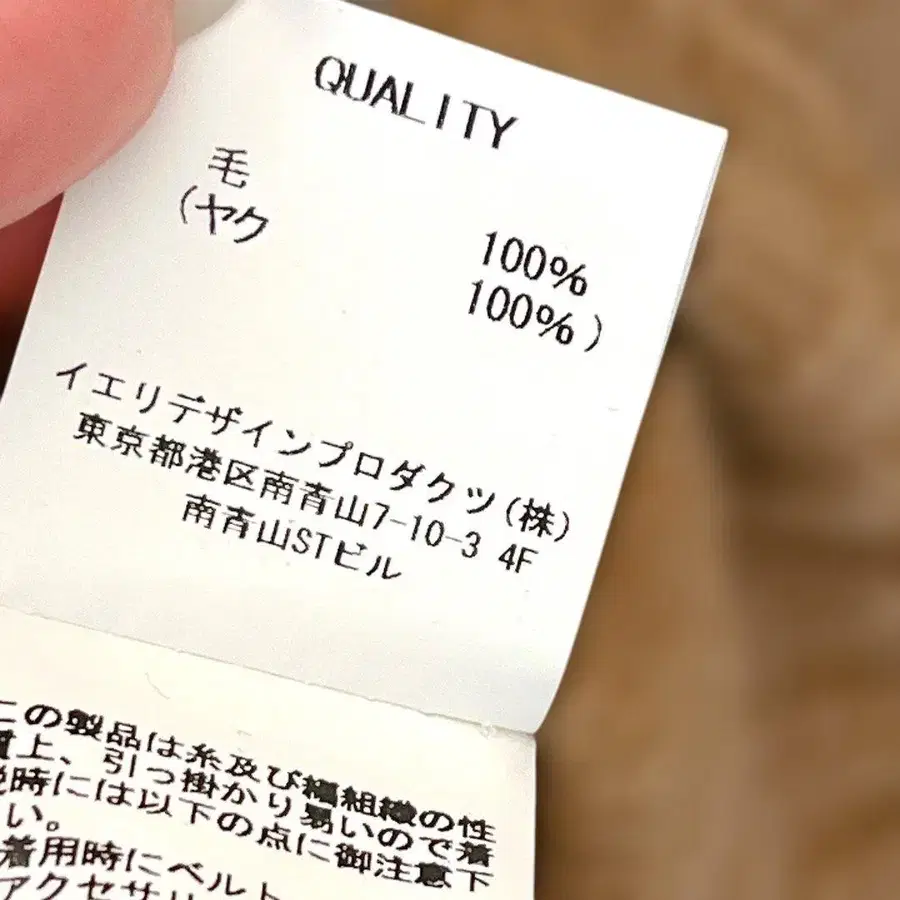 QUALITY
毛 100%
(ヤク 100%)
イエリデザインプロダクツ(株)
東京都港区南青山7-10-3 4F
南青山STビル
この製品は糸及び編組織の性
質上、引っ掛かり易いので着
脱時には以下の点に御注意下
い。
着用時にベルト
アクセサリ